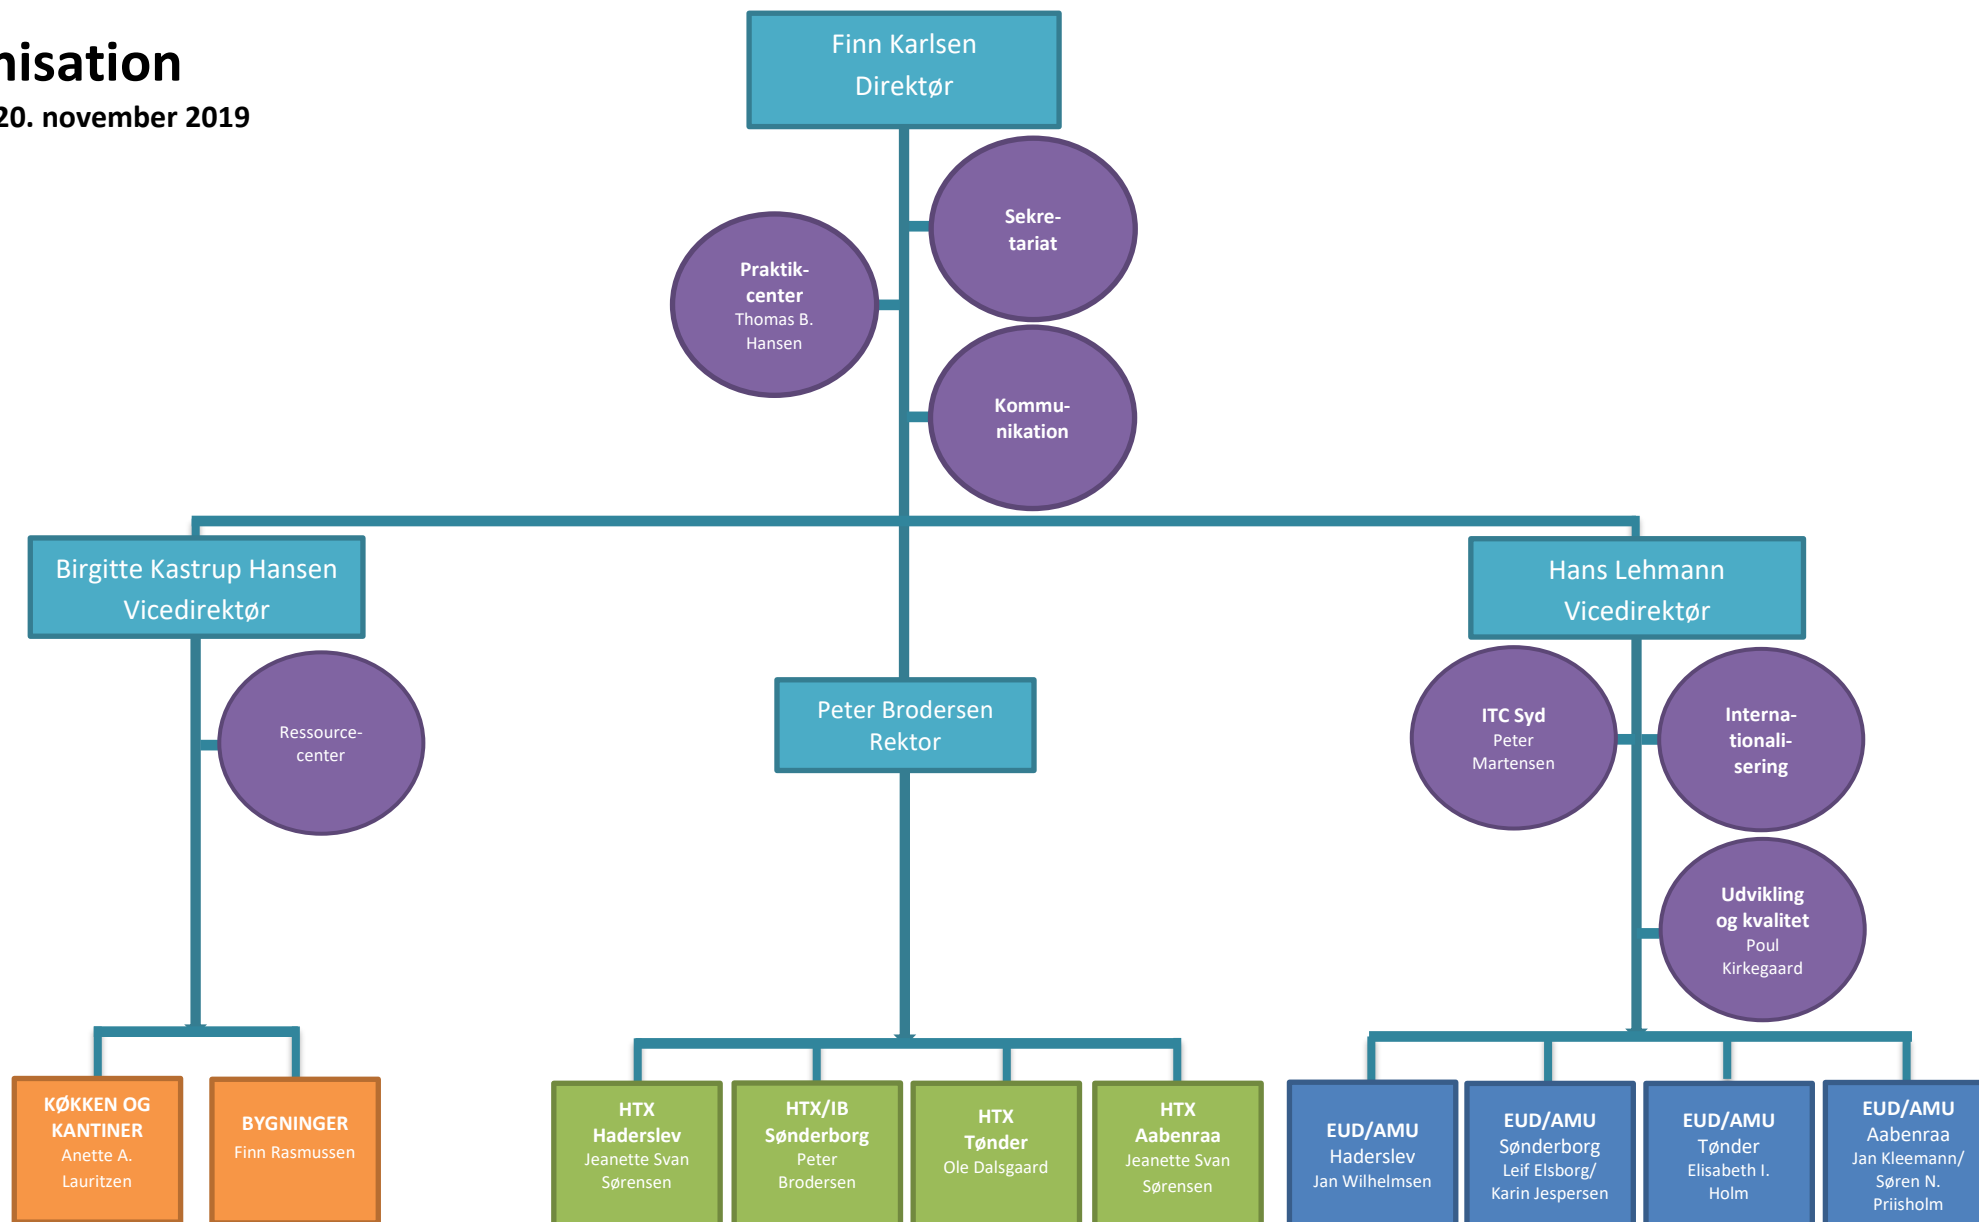 nisation
20. november 2019
Finn Karlsen
Direktør
Sekre-
tariat
Praktik-
center
Thomas B.
Hansen
Kommu-
nikation
Birgitte Kastrup Hansen
Vicedirektør
Hans Lehmann
Vicedirektør
Ressource-
center
Peter Brodersen
Rektor
ITC Syd
Peter
Martensen
Interna-
tionali-
sering
Udvikling
og kvalitet
Poul
Kirkegaard
KØKKEN OG
KANTINER
Anette A.
Lauritzen
BYGNINGER
Finn Rasmussen
HTX
Haderslev
Jeanette Svan
Sørensen
HTX/IB
Sønderborg
Peter
Brodersen
HTX
Tønder
Ole Dalsgaard
HTX
Aabenraa
Jeanette Svan
Sørensen
EUD/AMU
Haderslev
Jan Wilhelmsen
EUD/AMU
Sønderborg
Leif Elsborg/
Karin Jespersen
EUD/AMU
Tønder
Elisabeth I.
Holm
EUD/AMU
Aabenraa
Jan Kleemann/
Søren N.
Priisholm